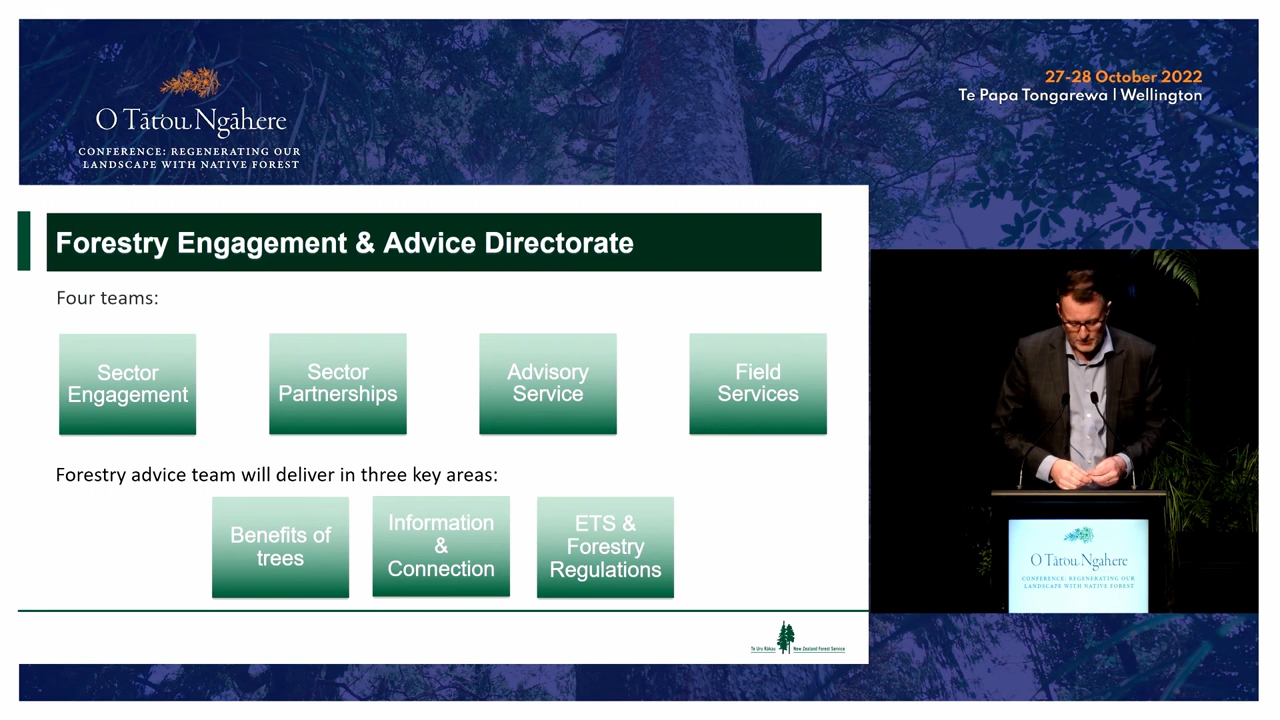 27-28 October 2022
Te Papa Tongarewa | Wellington
O Tātou Ngāhere
CONFERENCE: REGENERATING OUR
LANDSCAPE WITH NATIVE FOREST
Forestry Engagement & Advice Directorate
Four teams:
Sector
Engagement
Sector
Partnerships
Advisory
Service
Field
Services
Forestry advice team will deliver in three key areas:
Benefits of
trees
Information
&
Connection
ETS &
Forestry
Regulations
Te Uru Rākau
New Zealand Forest Service
O Tātou Ngāhere
CONFERENCE: REGENERATING OUR
LANDSCAPE WITH NATIVE FOREST